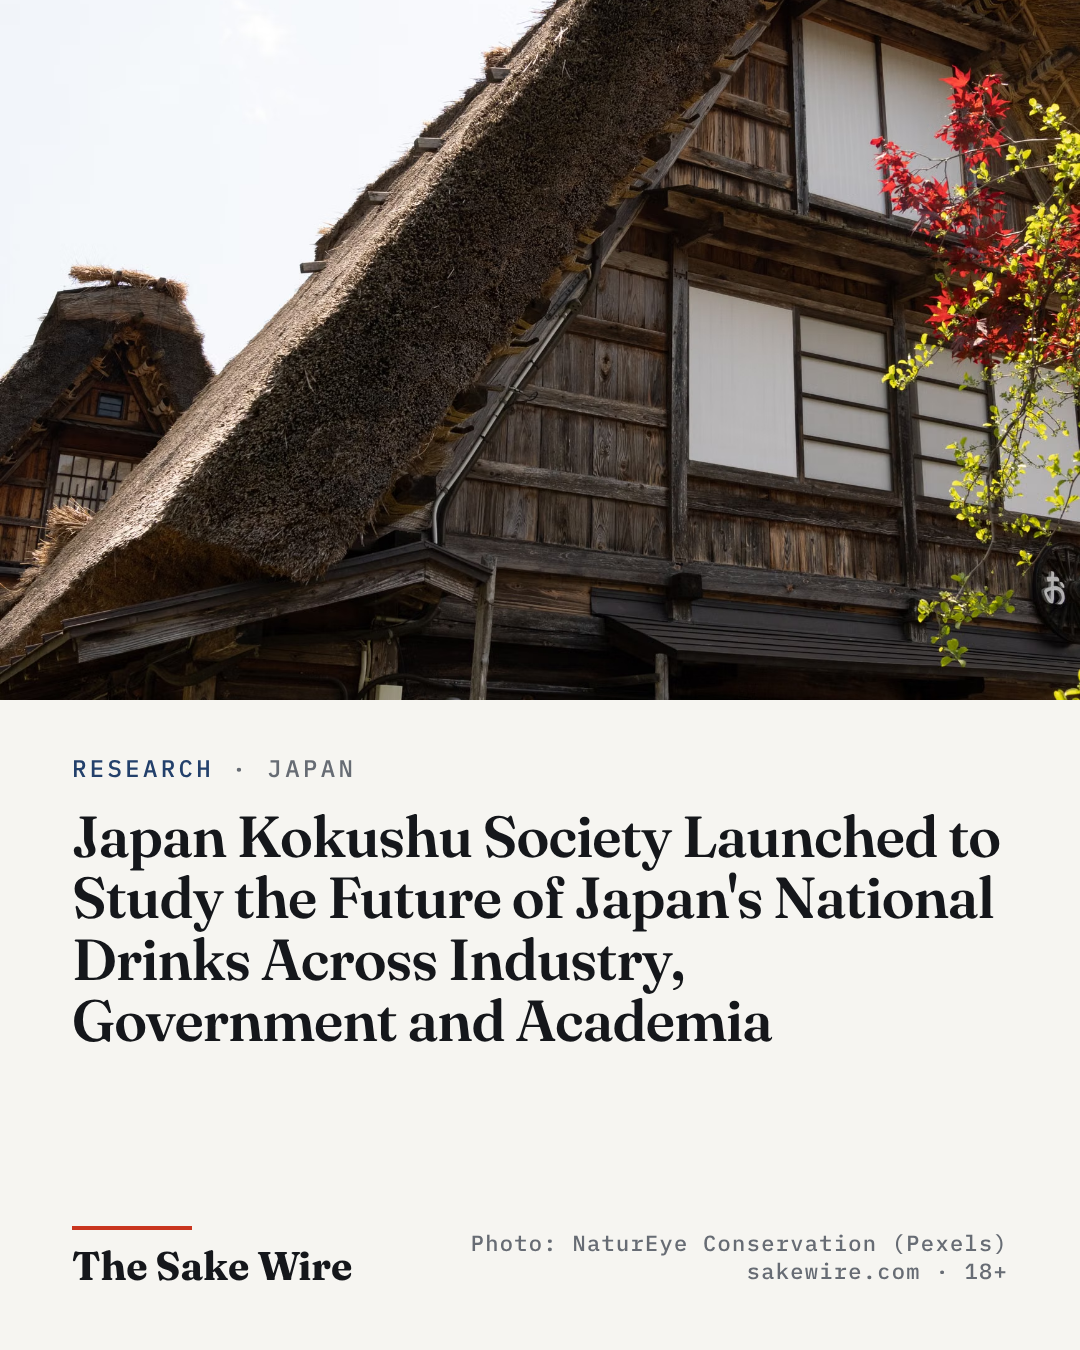 お
RESEARCH · JAPAN
Japan Kokushu Society Launched to
Study the Future of Japan's National
Drinks Across Industry,
Government and Academia
The Sake Wire
Photo: NaturEye Conservation (Pexels)
sakewire.com · 18+